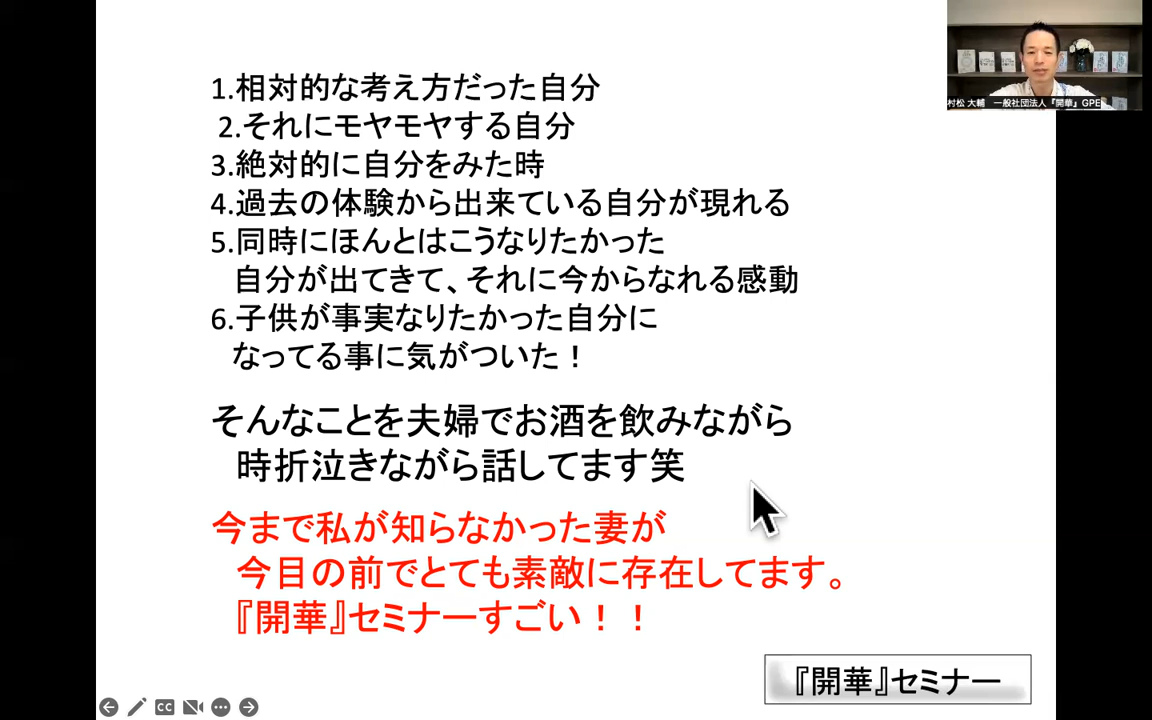 1.相対的な考え方だった自分
2.それにモヤモヤする自分
3.絶対的に自分をみた時
4.過去の体験から出来ている自分が現れる
5.同時にほんとはこうなりたかった
自分が出てきて、それに今からなれる感動
6.子供が事実なりたかった自分に
なってる事に気がついた！
そんなことを夫婦でお酒を飲みながら
時折泣きながら話してます笑
今まで私が知らなかった妻が
今目の前でとても素敵に存在してます。
『開華』セミナーすごい！！
『開華』セミナー
村松 大輔 一般社団法人『開華』GPE
CC